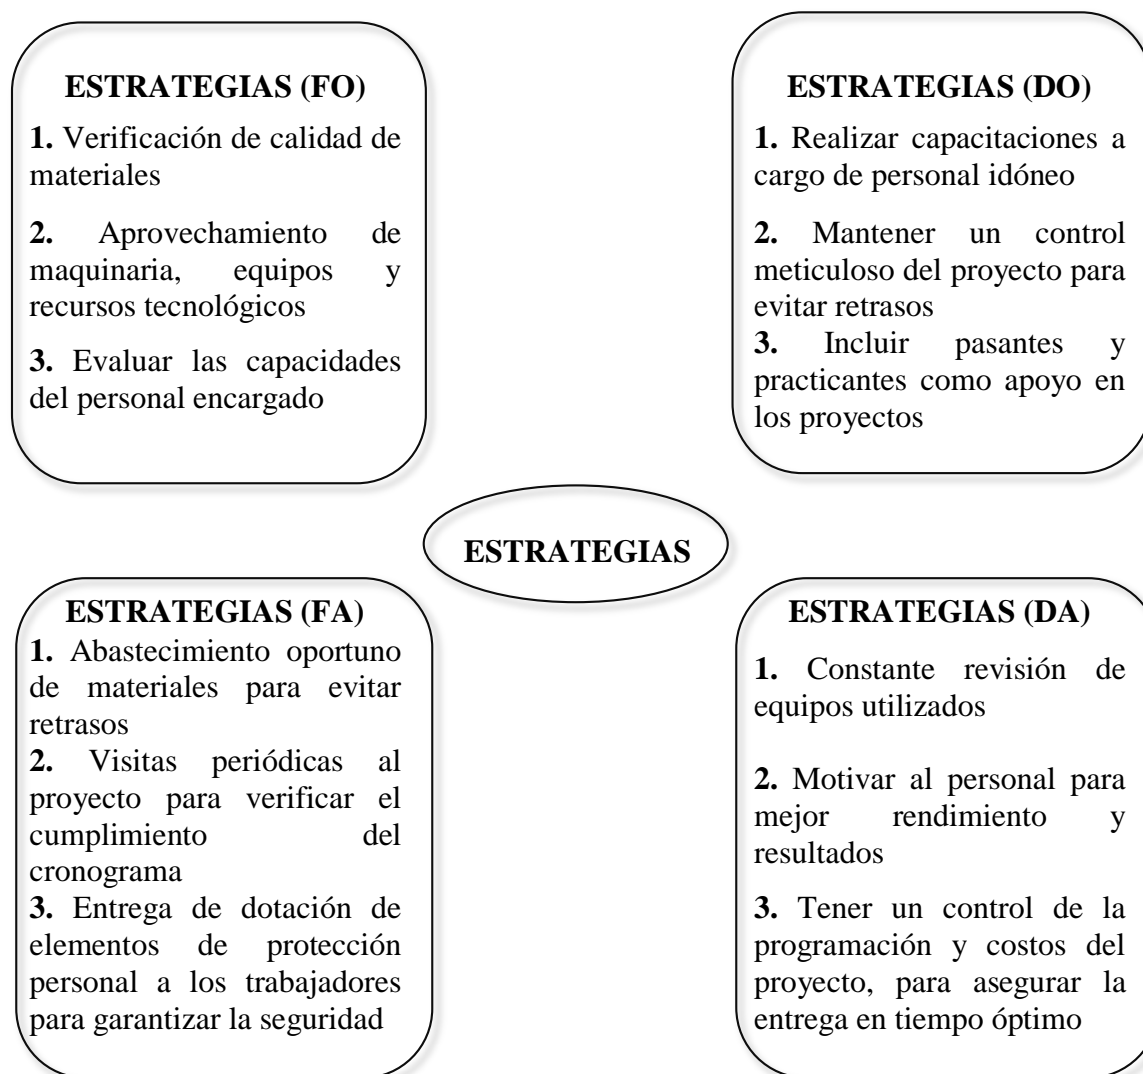 ESTRATEGIAS (FO)
1. Verificación de calidad de
materiales
2. Aprovechamiento de
maquinaria, equipos y
recursos tecnológicos
3. Evaluar las capacidades
del personal encargado
ESTRATEGIAS (DO)
1. Realizar capacitaciones a
cargo de personal idóneo
2. Mantener un control
meticuloso del proyecto para
evitar retrasos
3. Incluir pasantes y
practicantes como apoyo en
los proyectos
ESTRATEGIAS
ESTRATEGIAS (FA)
1. Abastecimiento oportuno
de materiales para evitar
retrasos
2. Visitas periódicas al
proyecto para verificar el
cumplimiento del
cronograma
3. Entrega de dotación de
elementos de protección
personal a los trabajadores
para garantizar la seguridad
ESTRATEGIAS (DA)
1. Constante revisión de
equipos utilizados
2. Motivar al personal para
mejor rendimiento y
resultados
3. Tener un control de la
programación y costos del
proyecto, para asegurar la
entrega en tiempo óptimo